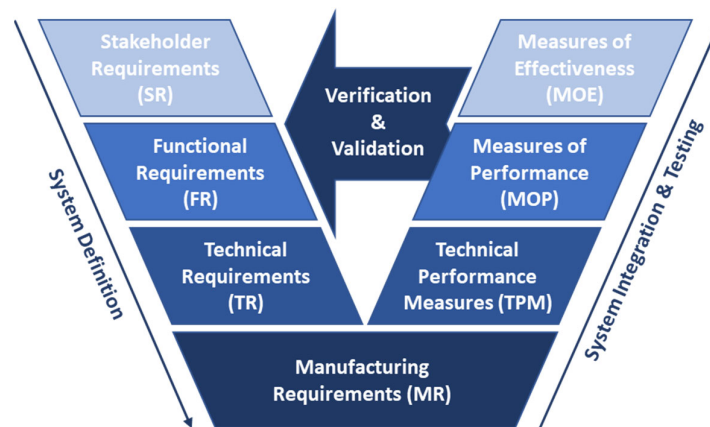 Stakeholder
Requirements
(SR)
Measures of
Effectiveness
(MOE)
Verification
&
Validation
Functional
Requirements
(FR)
Measures of
Performance
(MOP)
Technical
Requirements
(TR)
Technical
Performance
Measures (TPM)
Manufacturing
Requirements (MR)
System Definition
System Integration & Testing